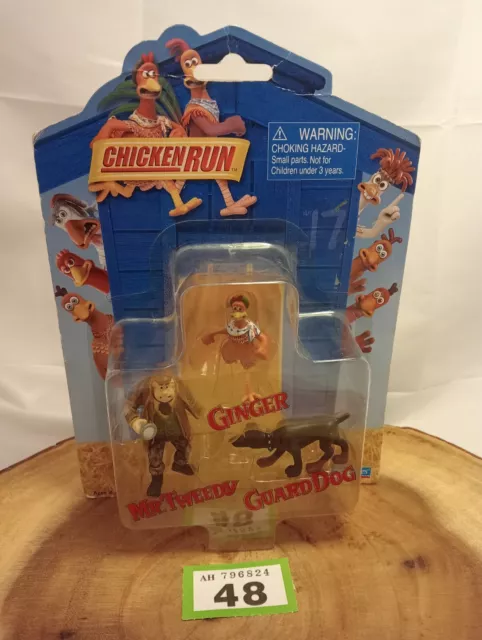 CHICKEN RUN
WARNING:
CHOKING HAZARD-
Small parts. Not for
Children under 3 years.
17
GINGER
MR. TWEEDY
GUARD DOG
AH 796824
48